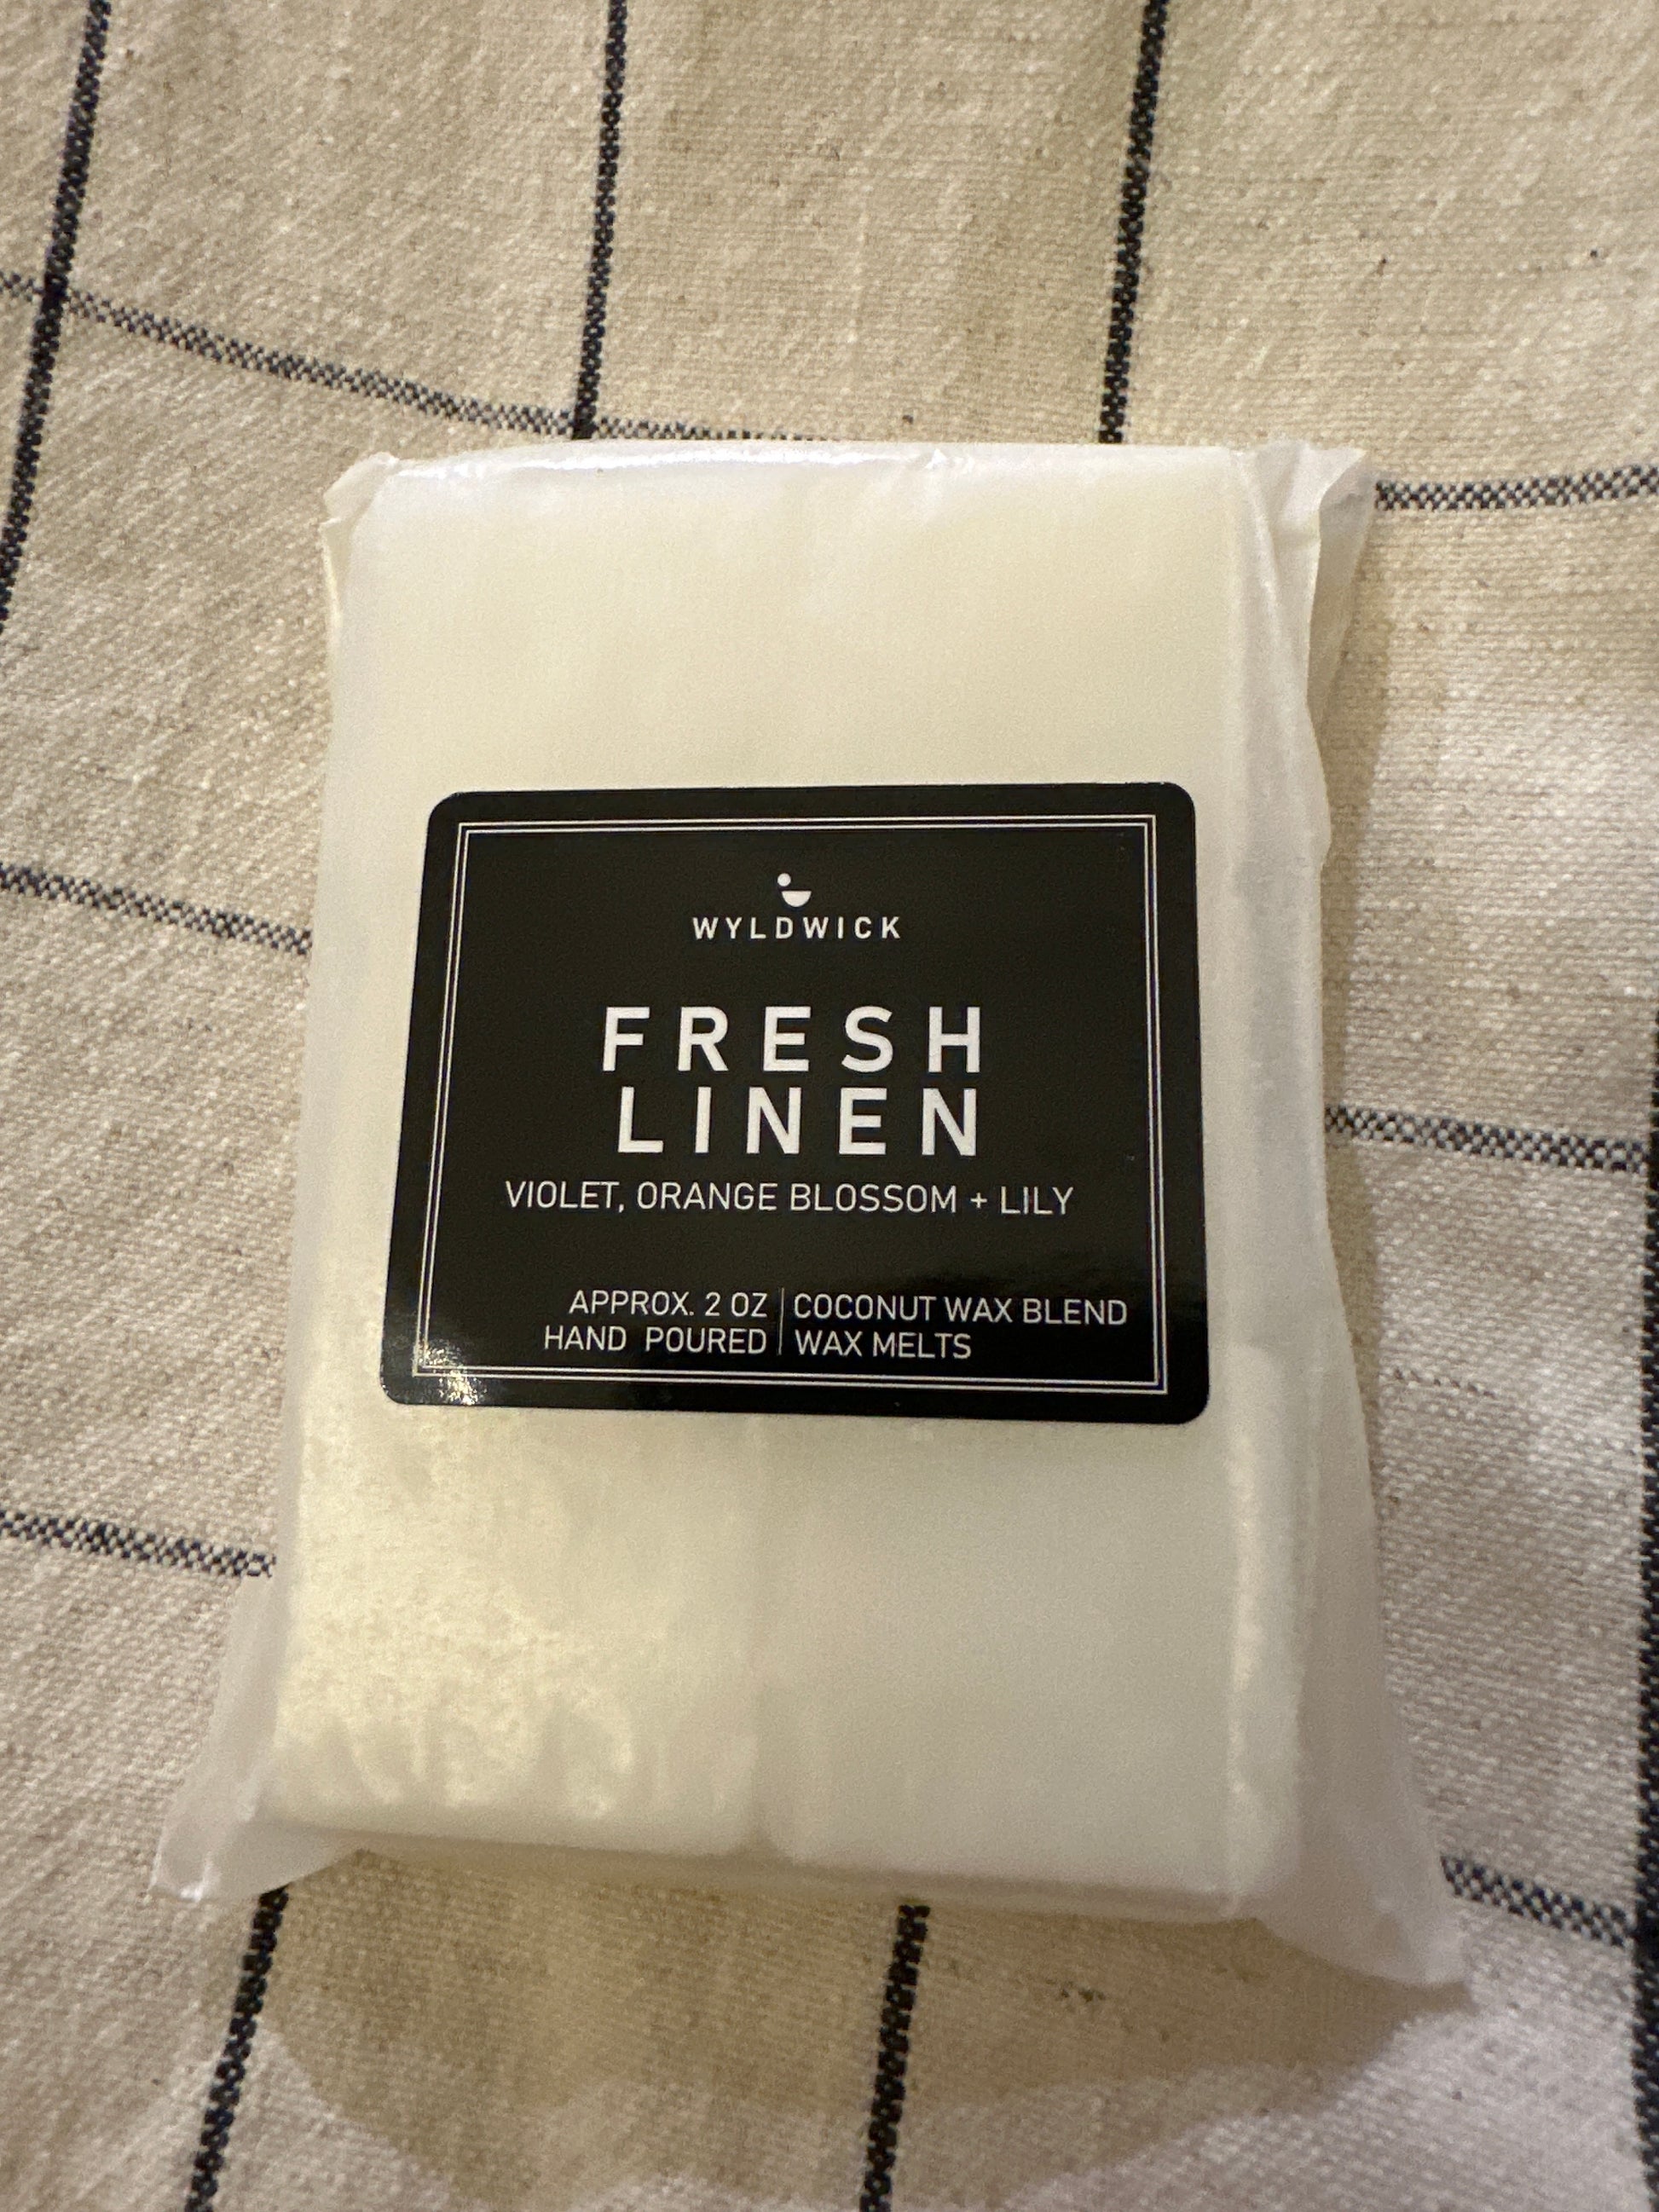 WYLDWICK
FRESH
LINEN
VIOLET, ORANGE BLOSSOM + LILY
APPROX. 2 OZ | COCONUT WAX BLEND
HAND POURED | WAX MELTS